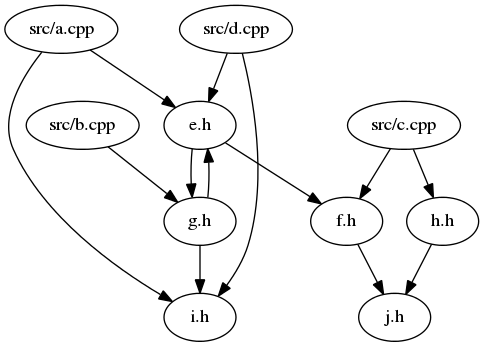 src/a.cpp
src/d.cpp
src/b.cpp
e.h
src/c.cpp
g.h
f.h
h.h
i.h
j.h